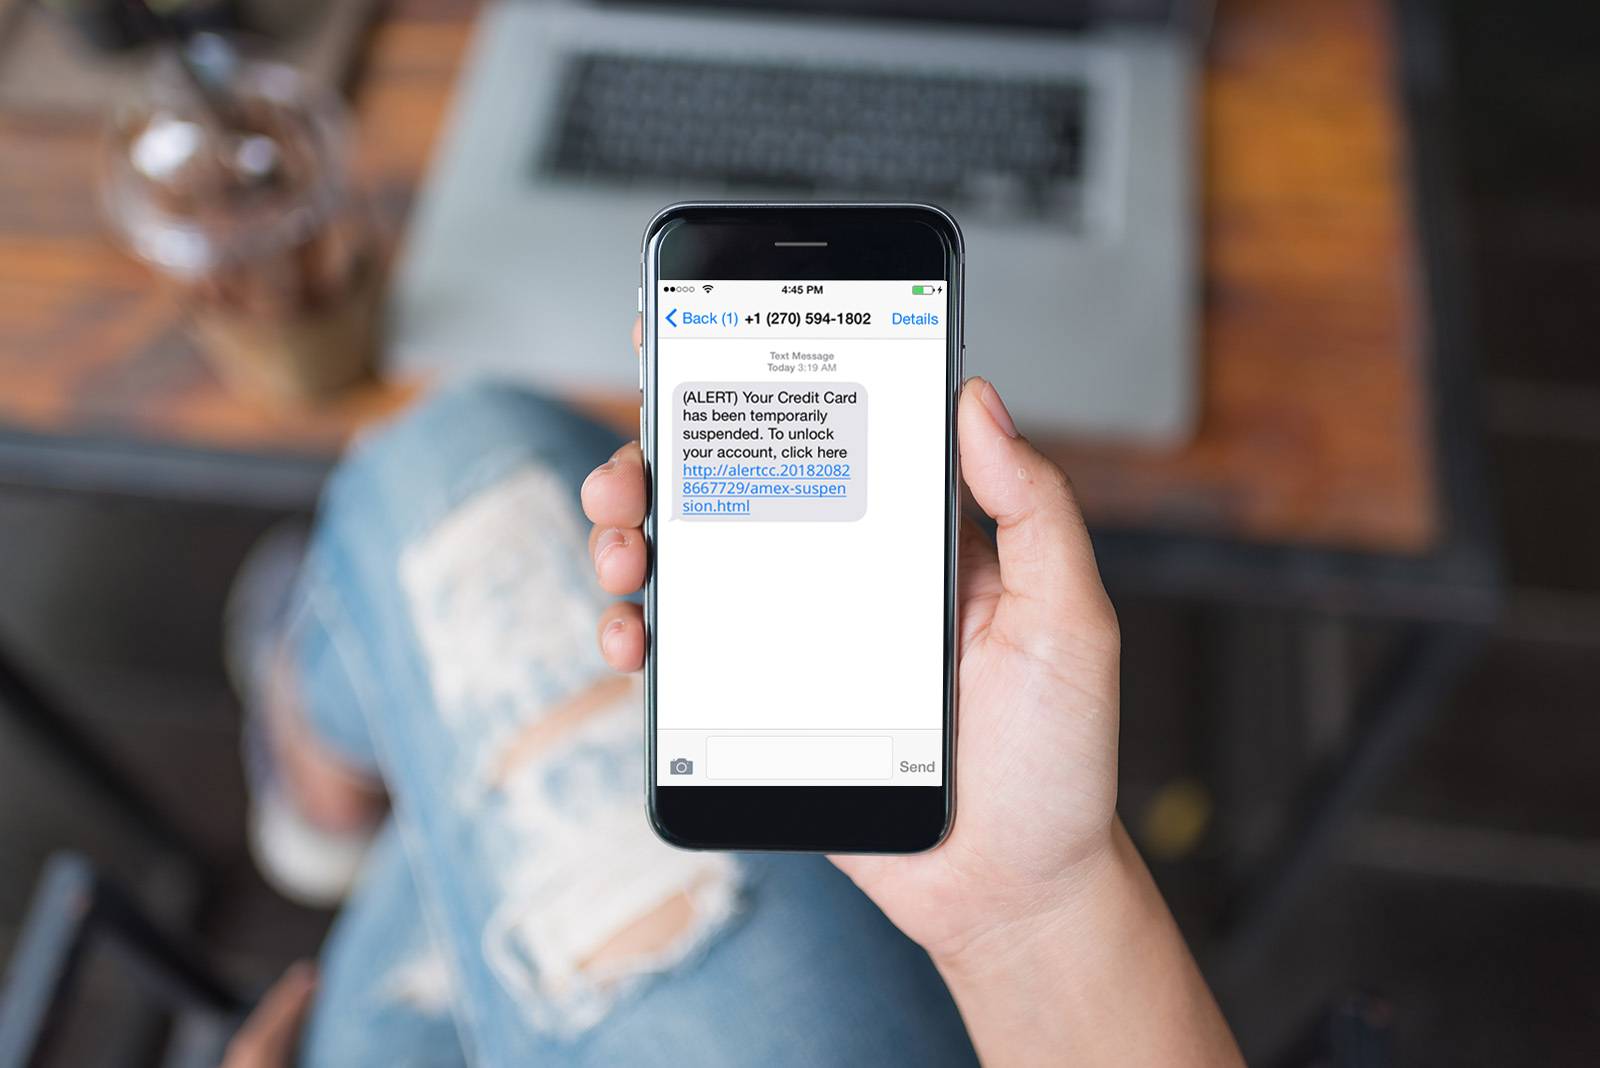 4:45 PM
Back (1) +1 (270) 594-1802 Details
Text Message
Today 3:19 AM
(ALERT) Your Credit Card
has been temporarily
suspended. To unlock
your account, click here
http://alertcc.20182082
8667729/amex-suspen
sion.html
Send